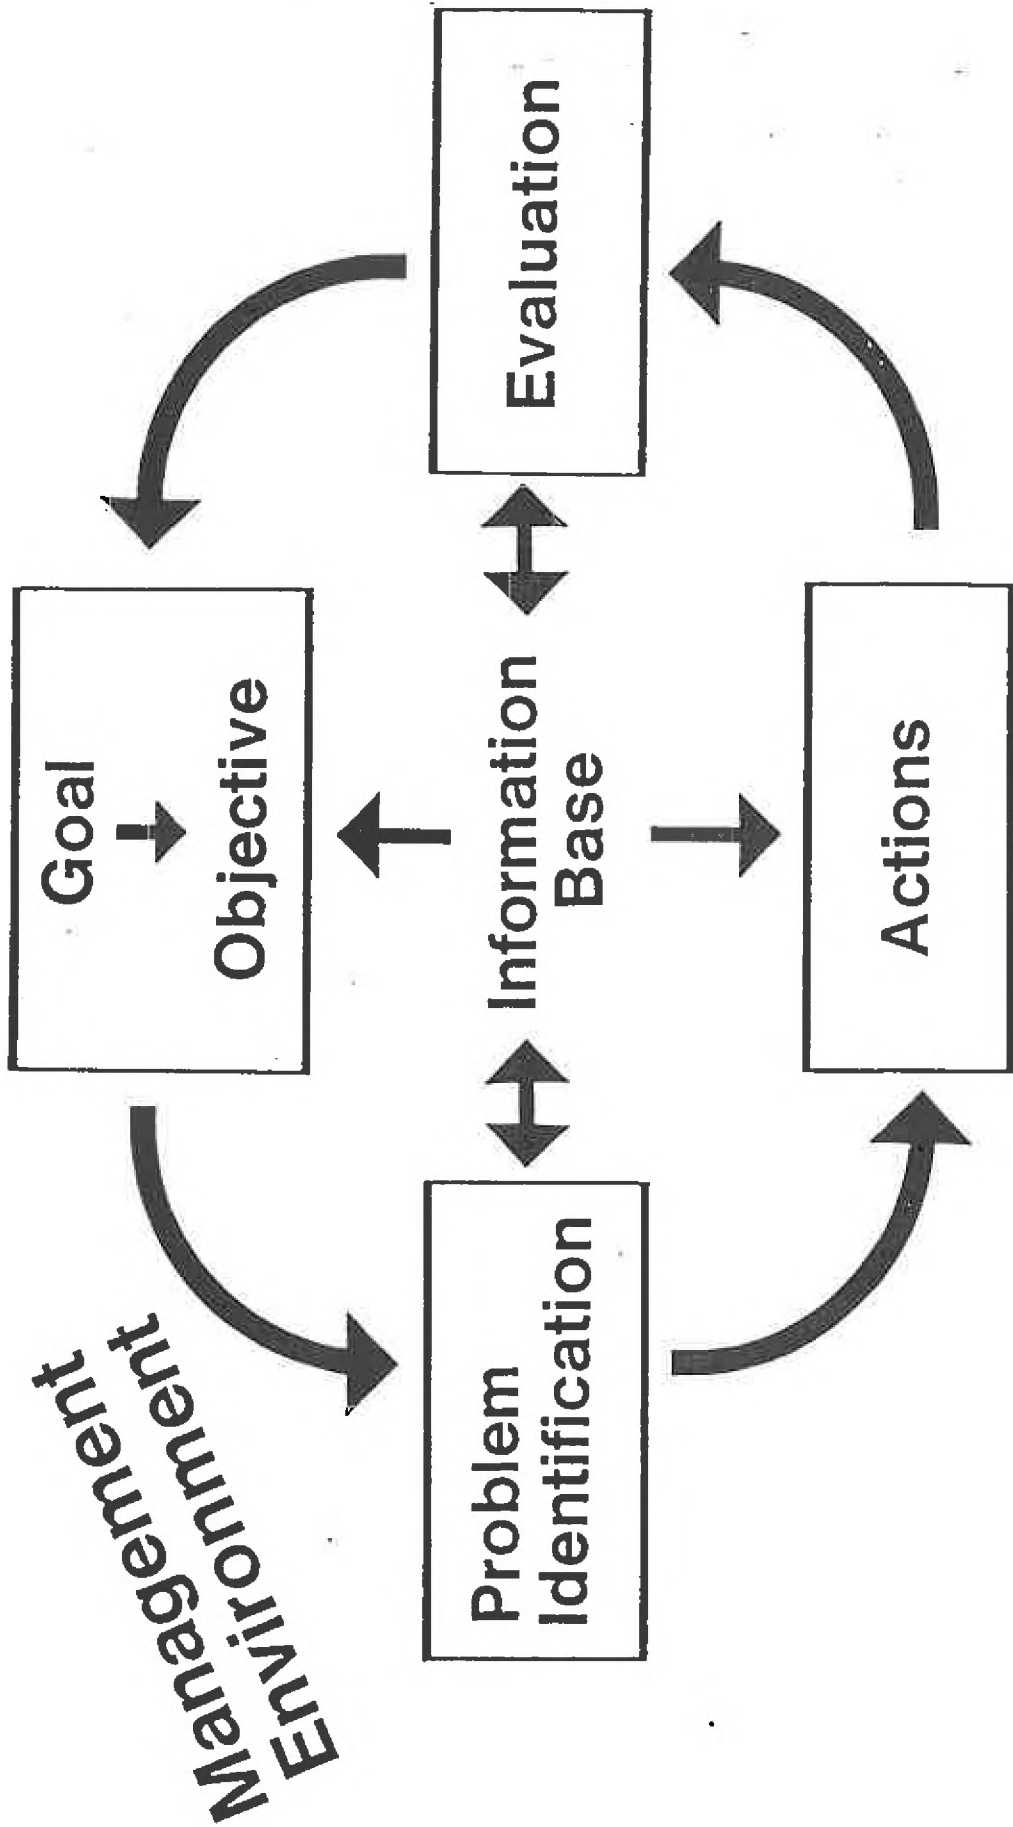 Management
Environment
Goal
Objective
Problem
Identification
Information
Base
Evaluation
Actions